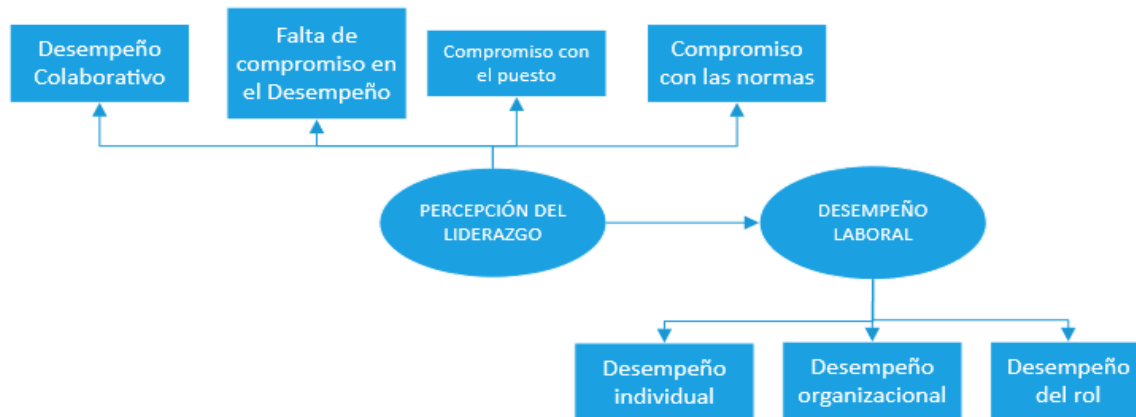 Desempeño
Colaborativo
Falta de
compromiso en
el Desempeño
Compromiso con
el puesto
Compromiso
con las normas
PERCEPCIÓN DEL
LIDERAZGO
DESEMPEÑO
LABORAL
Desempeño
individual
Desempeño
organizacional
Desempeño
del rol